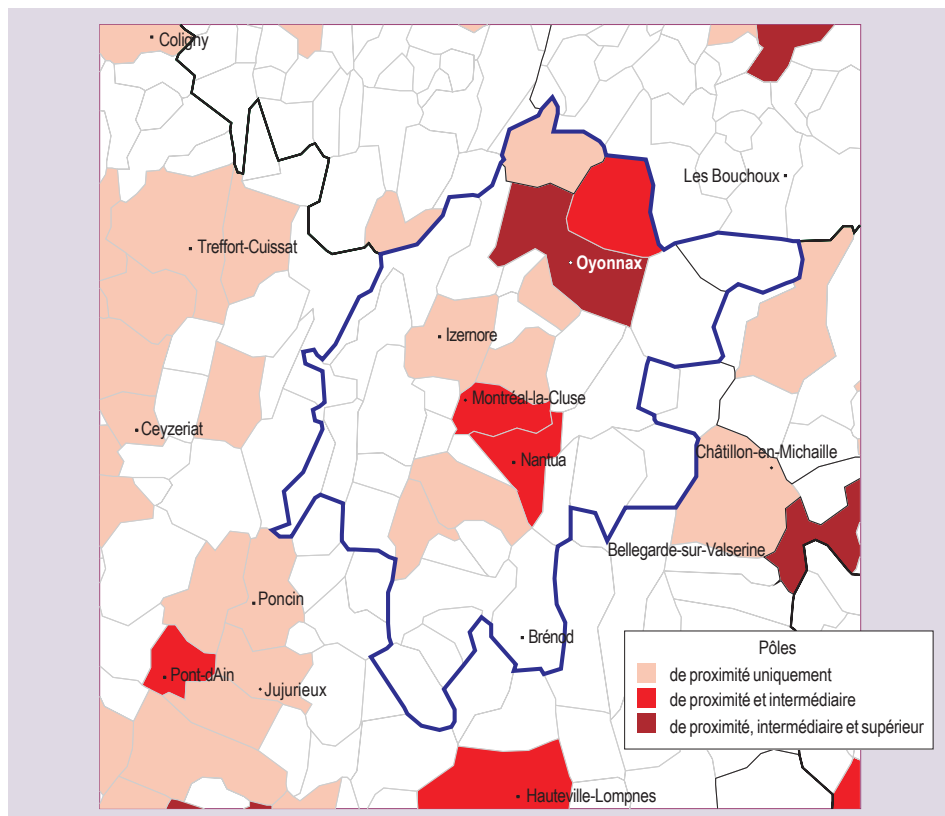 Coligny
Les Bouchoux
Treffort-Cuissat
Oyonnax
Izernore
Montréal-la-Cluse
Ceyzeriat
Châtillon-en-Michaille
Nantua
Bellegarde-sur-Valserine
Poncin
Brénod
Pont-dAin
Jujurieux
Hauteville-Lompnes
Pôles
de proximité uniquement
de proximité et intermédiaire
de proximité, intermédiaire et supérieur